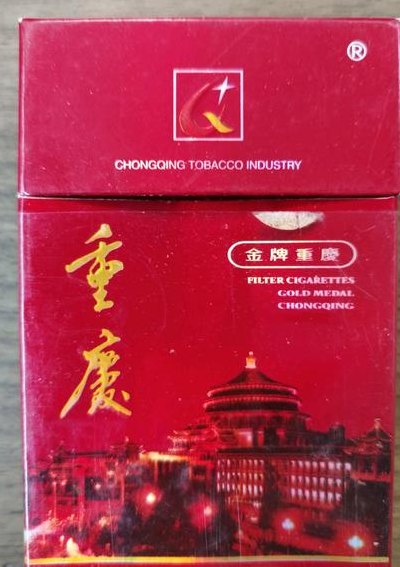 ®
CHONGQING TOBACCO INDUSTRY
重慶
金牌重慶
FILTER CIGARETTES
GOLD MEDAL
CHONGQING